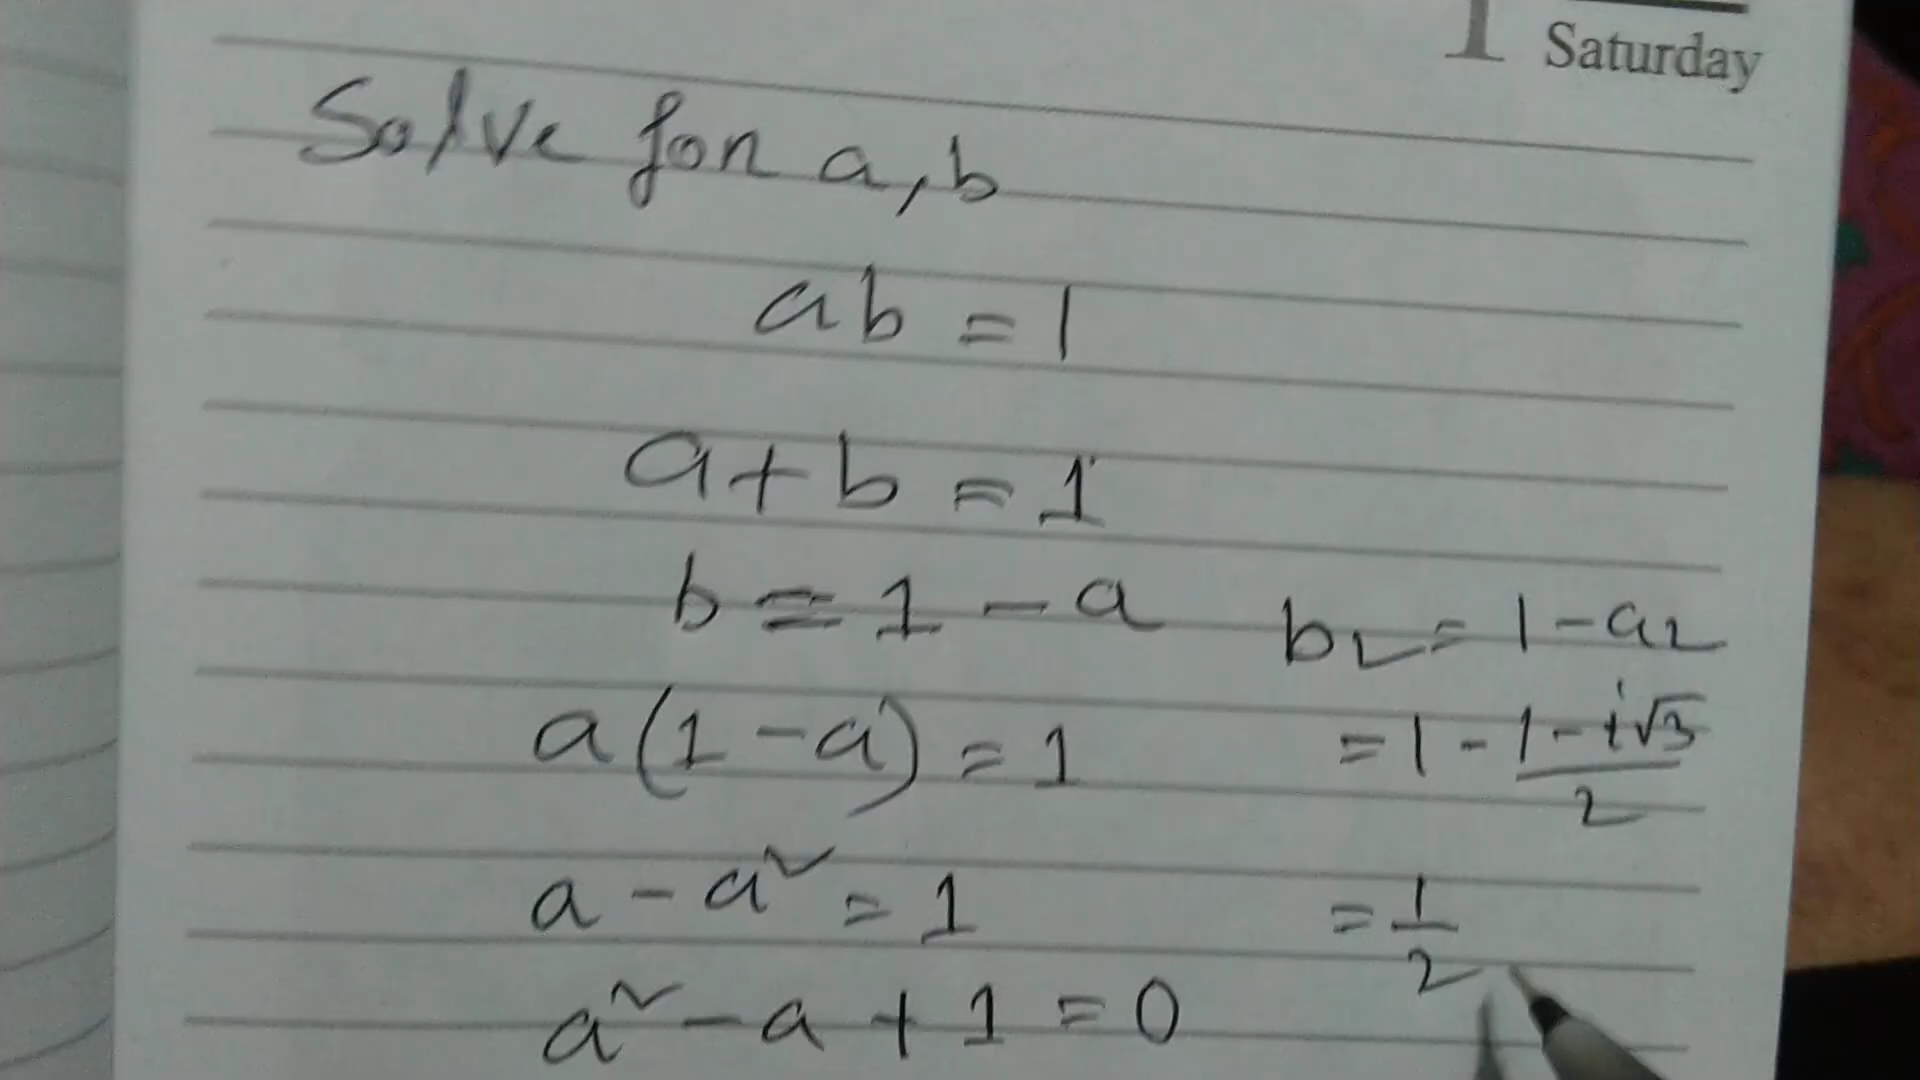 1 Saturday
Solve for a, b
ab = 1
a + b = 1
b = 1 - a
a(1 - a) = 1
a - a² = 1
a² - a + 1 = 0
b₂ = 1 - a₂
= 1 - (1 - i√3)/2
= 1/2